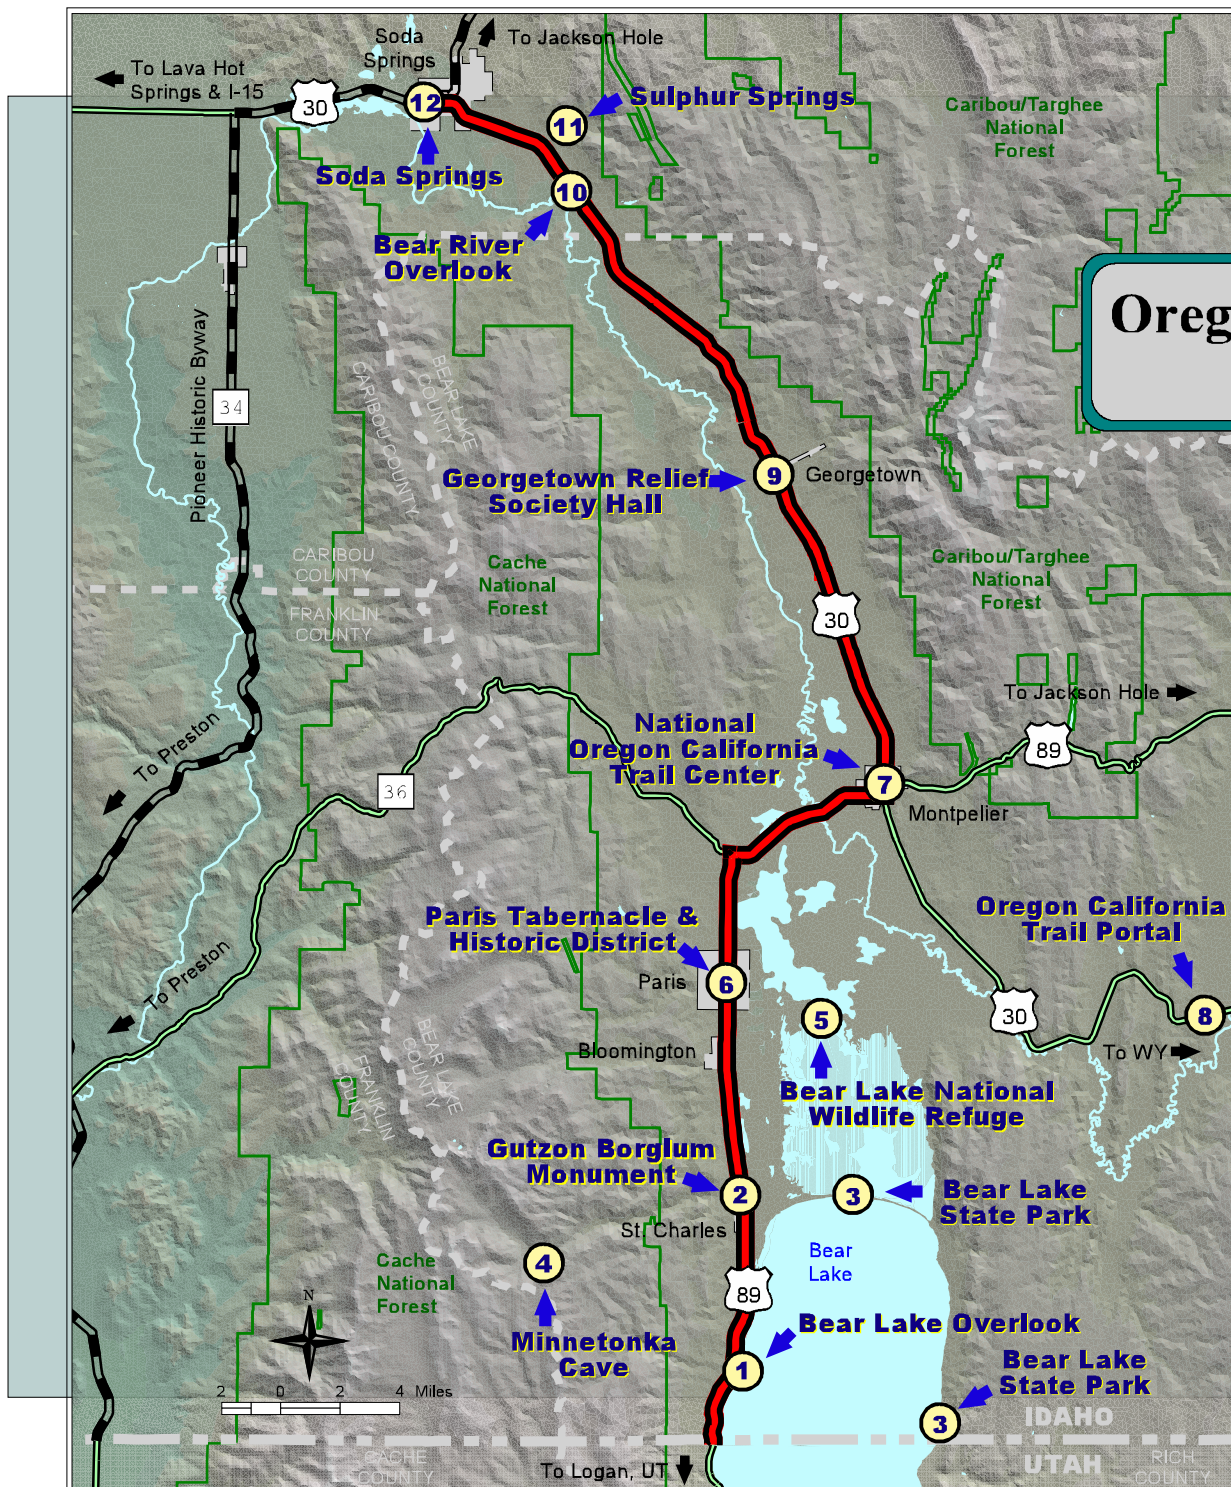 Soda
Springs
To Jackson Hole
To Lava Hot
Springs & I-15
30
12
11
Sulphur Springs
Caribou/Targhee
National
Forest
Soda Springs
10
Bear River
Overlook
Oreg
Pioneer Historic Byway
34
BEAR LAKE
COUNTY
CARIBOU COUNTY
Georgetown Relief
Society Hall
9
Georgetown
CARIBOU
COUNTY
FRANKLIN
COUNTY
Cache
National
Forest
Caribou/Targhee
National
Forest
30
To Jackson Hole
National
Oregon California
Trail Center
89
To Preston
36
7
Montpelier
Paris Tabernacle &
Historic District
Oregon California
Trail Portal
To Preston
Paris
6
5
30
8
Bloomington
To WY
BEAR LAKE
COUNTY
FRANKLIN
COUNTY
Bear Lake National
Wildlife Refuge
Gutzon Borglum
Monument
2
3
Bear Lake
State Park
St. Charles
Bear
Lake
4
Cache
National
Forest
N
89
Minnetonka
Cave
Bear Lake Overlook
1
Bear Lake
State Park
2 0 2 4 Miles
3
IDAHO
UTAH
CACHE
COUNTY
RICH
COUNTY
To Logan, UT